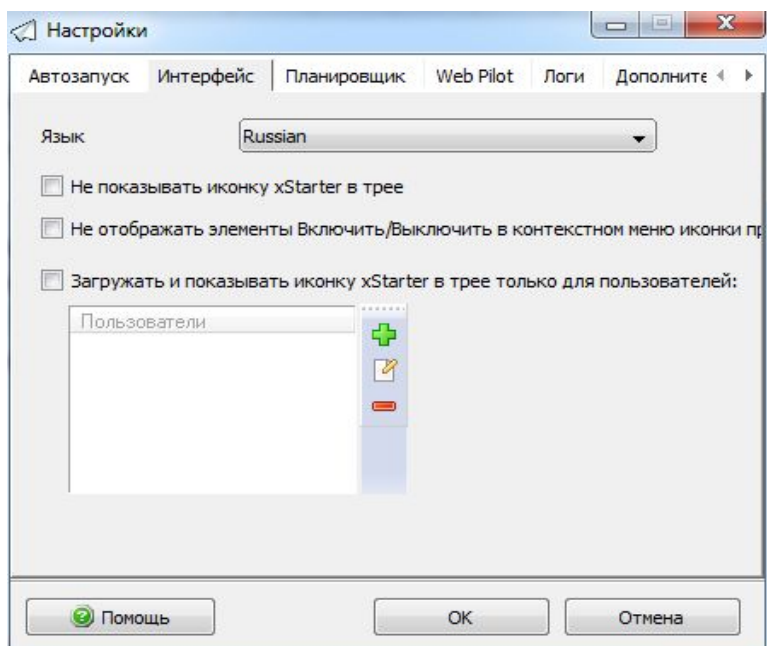 Настройки
Автозапуск Интерфейс Планировщик Web Pilot Логи Дополните
Язык Russian
Не показывать иконку xStarter в трее
Не отображать элементы Включить/Выключить в контекстном меню иконки пр
Загружать и показывать иконку xStarter в трее только для пользователей:
Пользователи
Помощь OK Отмена